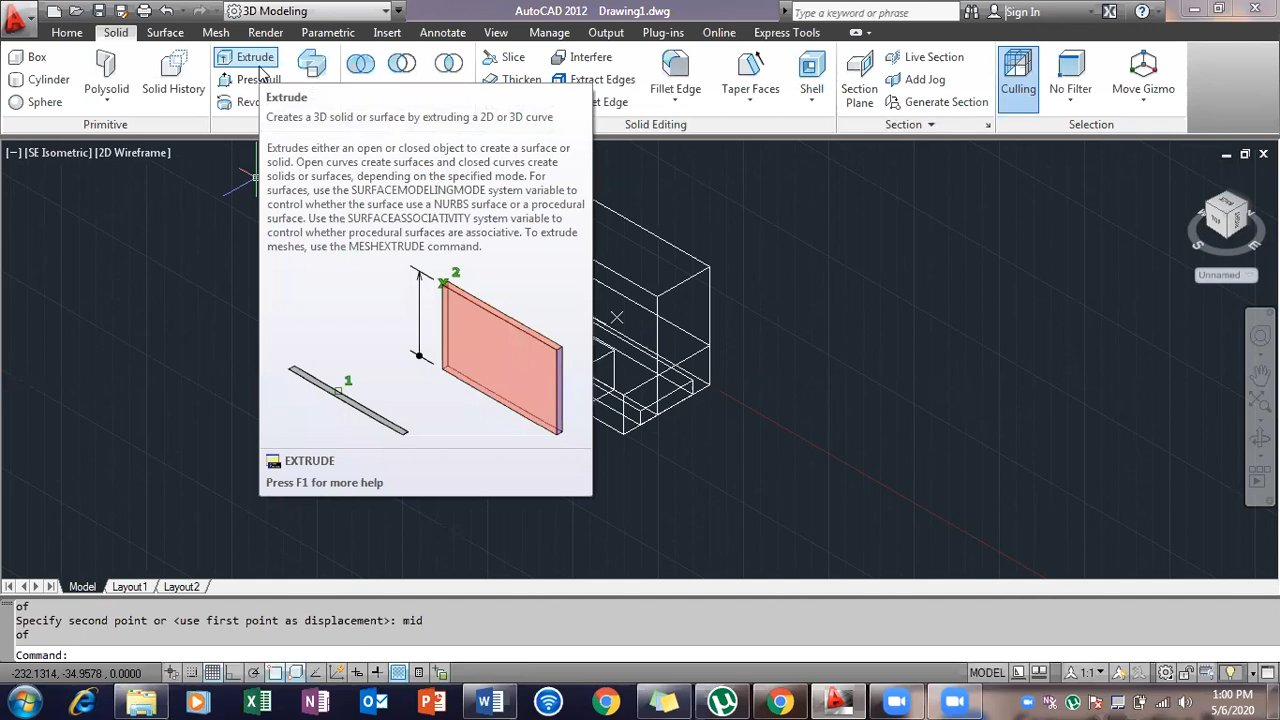 3D Modeling
AutoCAD 2012 Drawing1.dwg
Type a keyword or phrase
Sign In
Home Solid Surface Mesh Render Parametric Insert Annotate View Manage Output Plug-ins Online Express Tools
Box
Cylinder
Sphere
Polysolid
Solid History
Primitive
Extrude
Slice
Thicken
Interfere
Extract Edges
Fillet Edge
Taper Faces
Shell
Solid Editing
Section Plane
Live Section
Add Jog
Generate Section
Section
Culling
No Filter
Move Gizmo
Selection
Extrude
Creates a 3D solid or surface by extruding a 2D or 3D curve
Extrudes either an open or closed object to create a surface or
solid. Open curves create surfaces and closed curves create
solids or surfaces, depending on the specified mode. For
surfaces, use the SURFACEMODELINGMODE system variable to
control whether the surface use a NURBS surface or a procedural
surface. Use the SURFACEASSOCIATIVITY system variable to
control whether procedural surfaces are associative. To extrude
meshes, use the MESHEXTRUDE command.
2
1
EXTRUDE
Press F1 for more help
[−] [SE Isometric] [2D Wireframe]
S E
Unnamed
Model Layout1 Layout2
of
Specify second point or <use first point as displacement>: mid
of
Command:
-232.1314, -34.9578, 0.0000
MODEL
1:1
1:00 PM
5/6/2020